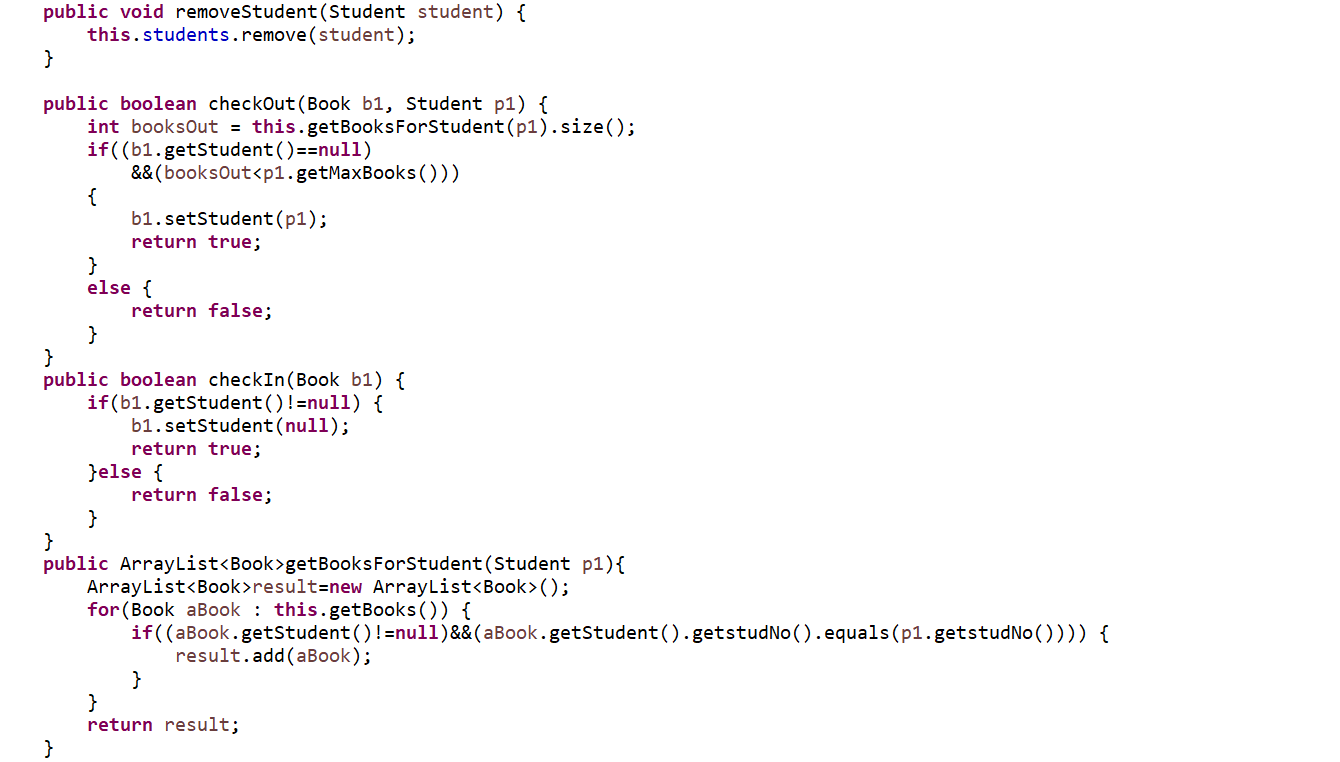 public void removeStudent(Student student) {
    this.students.remove(student);
}

public boolean checkOut(Book b1, Student p1) {
    int booksOut = this.getBooksForStudent(p1).size();
    if((b1.getStudent()==null)
        &&(booksOut<p1.getMaxBooks()))
    {
        b1.setStudent(p1);
        return true;
    }
    else {
        return false;
    }
}
public boolean checkIn(Book b1) {
    if(b1.getStudent()!=null) {
        b1.setStudent(null);
        return true;
    }else {
        return false;
    }
}
public ArrayList<Book>getBooksForStudent(Student p1){
    ArrayList<Book>result=new ArrayList<Book>();
    for(Book aBook : this.getBooks()) {
        if((aBook.getStudent()!=null)&&(aBook.getStudent().getstudNo().equals(p1.getstudNo()))) {
            result.add(aBook);
        }
    }
    return result;
}